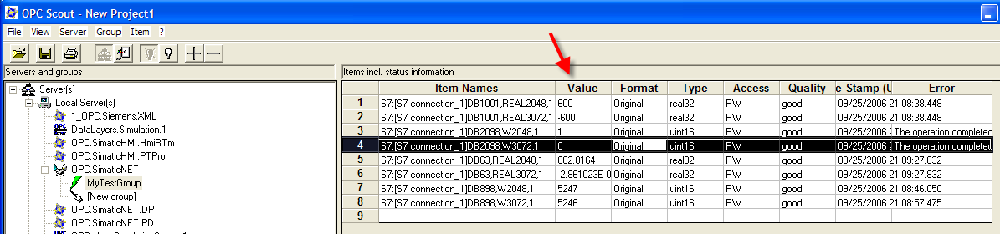 OPC Scout - New Project1
File View Server Group Item ?
Servers and groups
Items incl. status information
Server(s)
Local Server(s)
1_OPC.Siemens.XML
DataLayers.Simulation.1
OPC.SimaticHMI.HmiRTm
OPC.SimaticHMI.PTPro
OPC.SimaticNET
MyTestGroup
[New group]
OPC.SimaticNET.DP
OPC.SimaticNET.PD
Item Names Value Format Type Access Quality e Stamp (U Error
1 S7:[S7 connection_1]DB1001,REAL2048,1 600 Original real32 RW good 09/25/2006 21:08:38.448
2 S7:[S7 connection_1]DB1001,REAL3072,1 -600 Original real32 RW good 09/25/2006 21:08:38.448
3 S7:[S7 connection_1]DB2098,W2048,1 1 Original uint16 RW good 09/25/2006 The operation completed
4 S7:[S7 connection_1]DB2098,W3072,1 0 Original uint16 RW good 09/25/2006 The operation completed
5 S7:[S7 connection_1]DB63,REAL2048,1 602.0164 Original real32 RW good 09/25/2006 21:09:27.832
6 S7:[S7 connection_1]DB63,REAL3072,1 -2.861023E-0 Original real32 RW good 09/25/2006 21:09:27.832
7 S7:[S7 connection_1]DB898,W2048,1 5247 Original uint16 RW good 09/25/2006 21:08:46.050
8 S7:[S7 connection_1]DB898,W3072,1 5246 Original uint16 RW good 09/25/2006 21:08:57.475
9